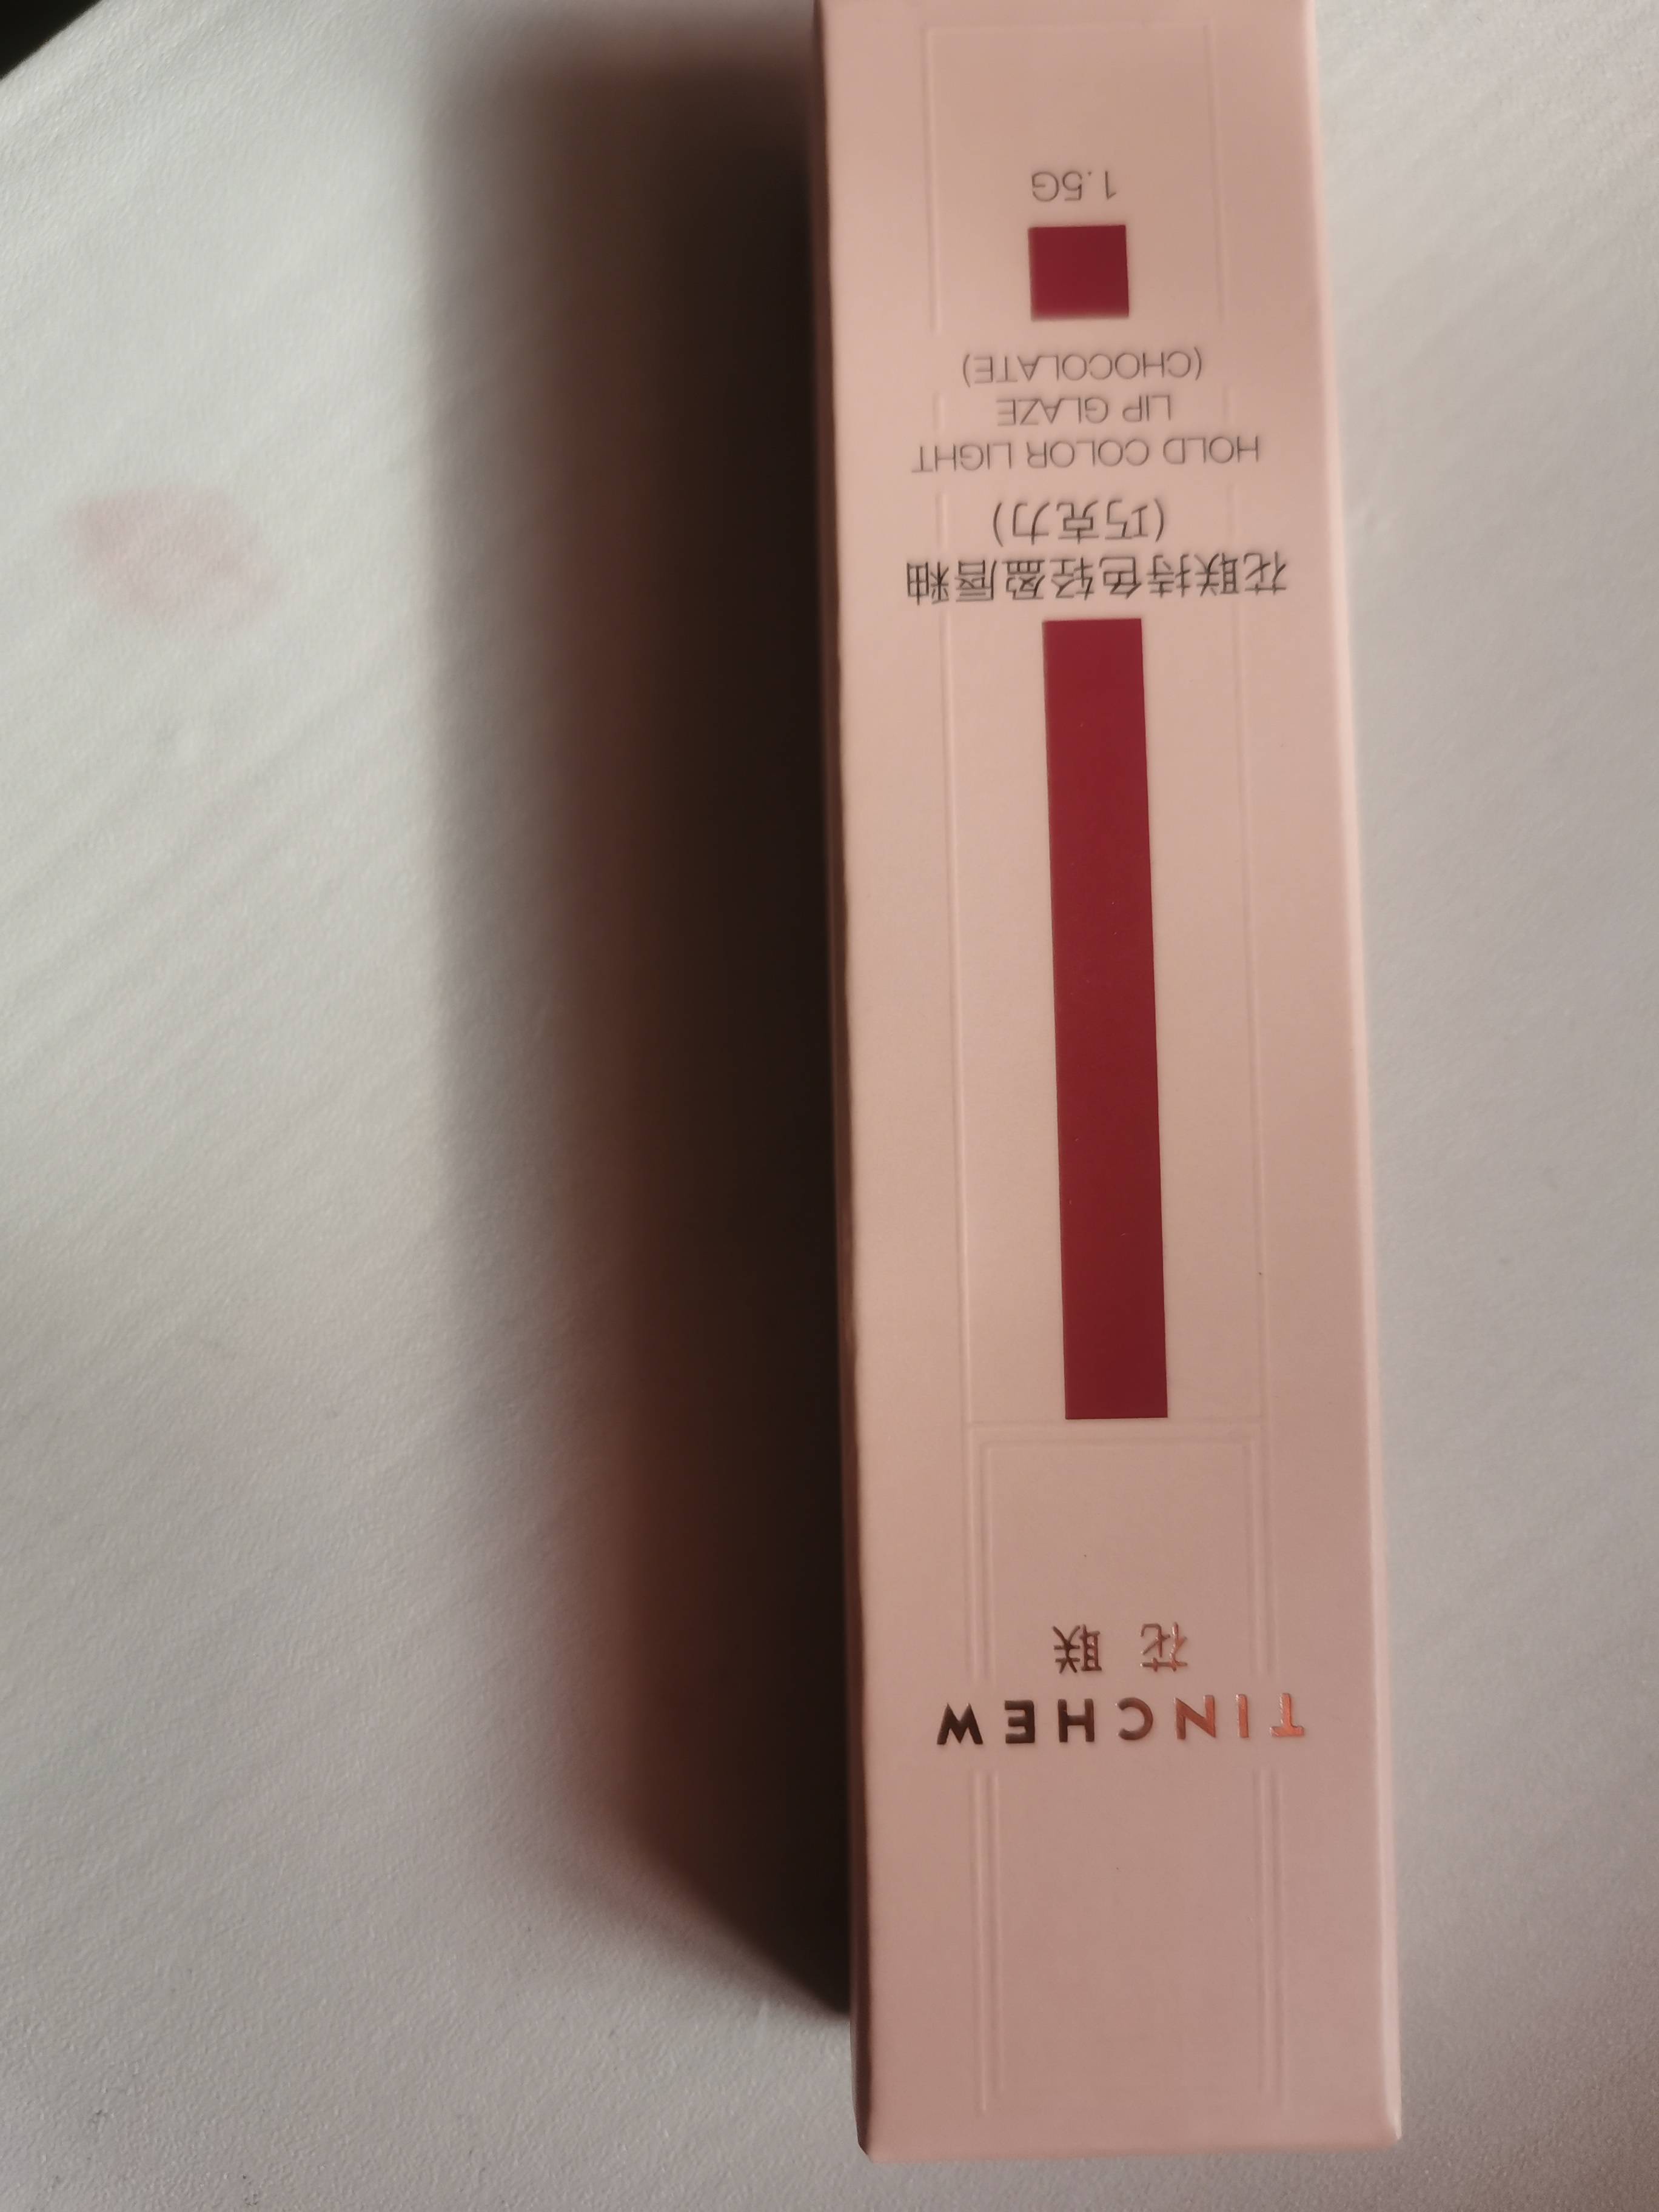 TINCHEW
花联
花联持色轻盈唇釉
(巧克力)
HOLD COLOR LIGHT
LIP GLAZE
(CHOCOLATE)
1.5G